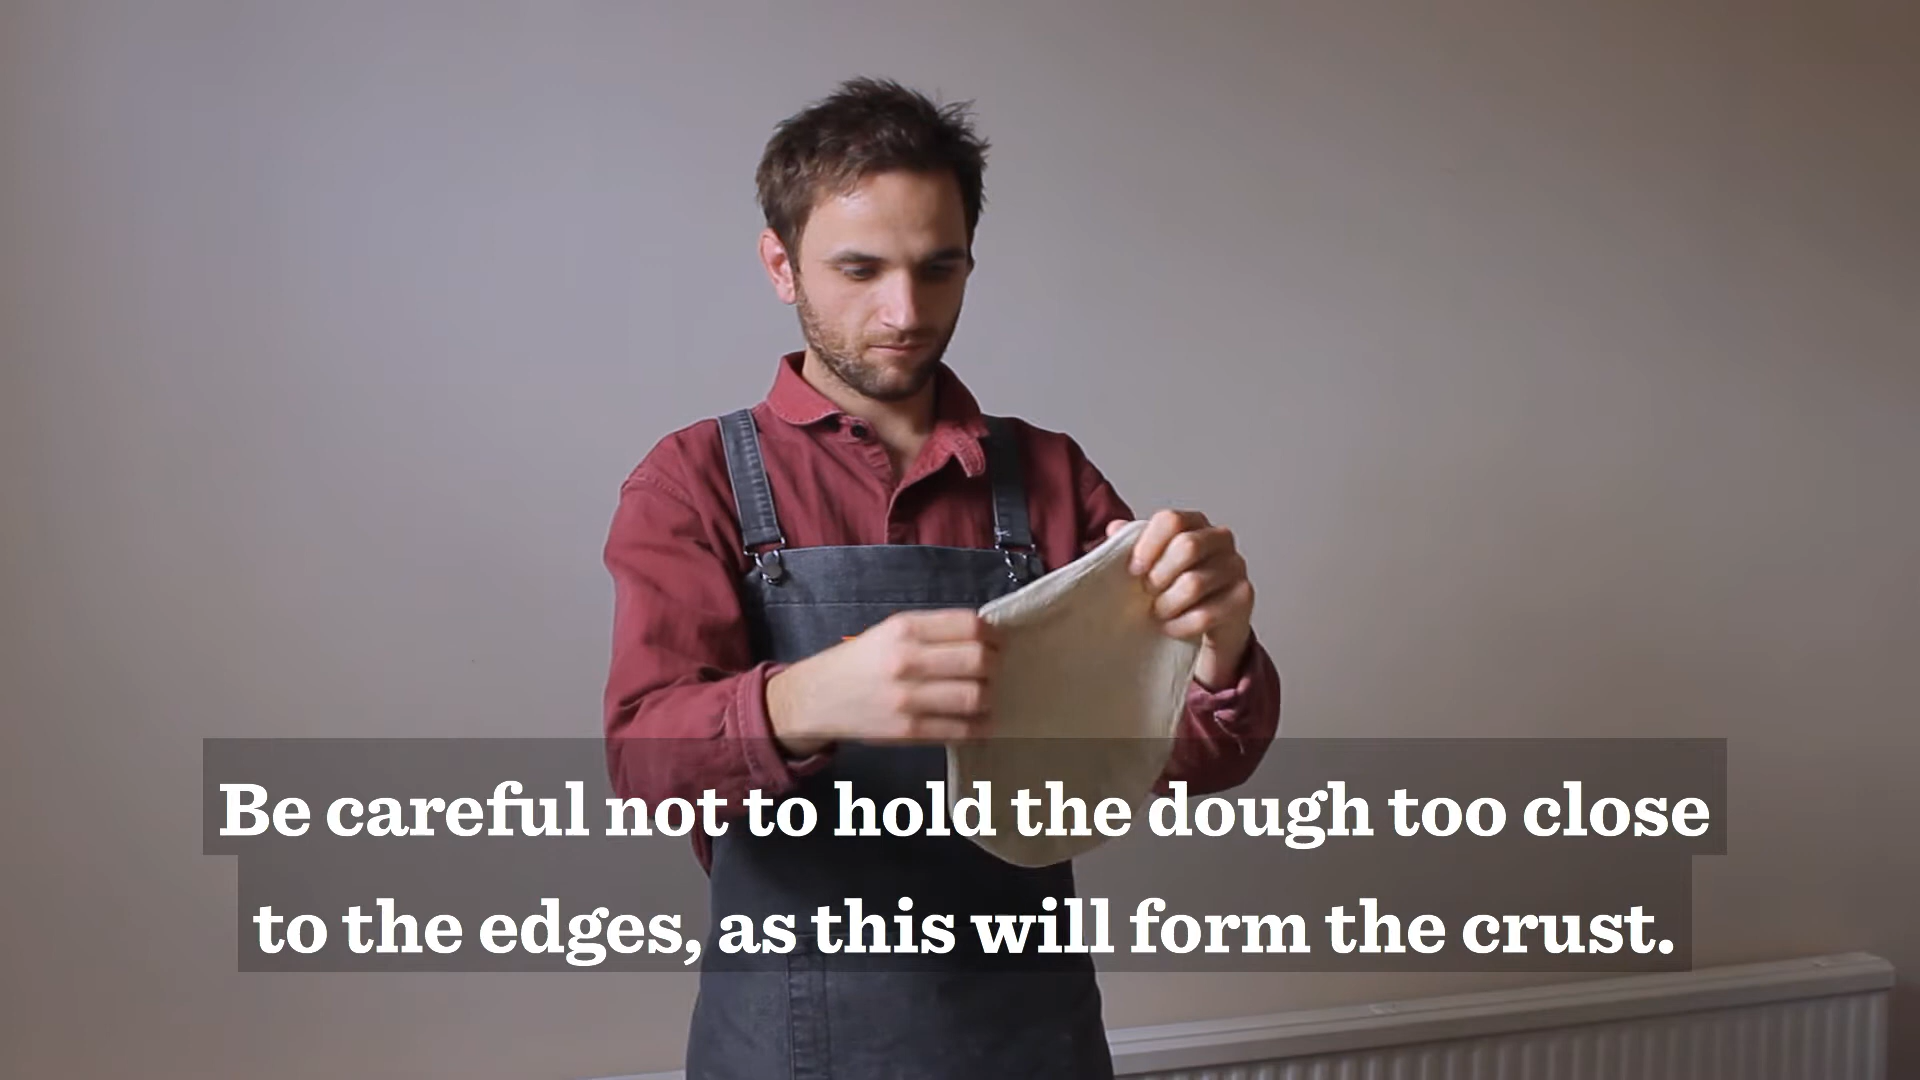 Be careful not to hold the dough too close
to the edges, as this will form the crust.